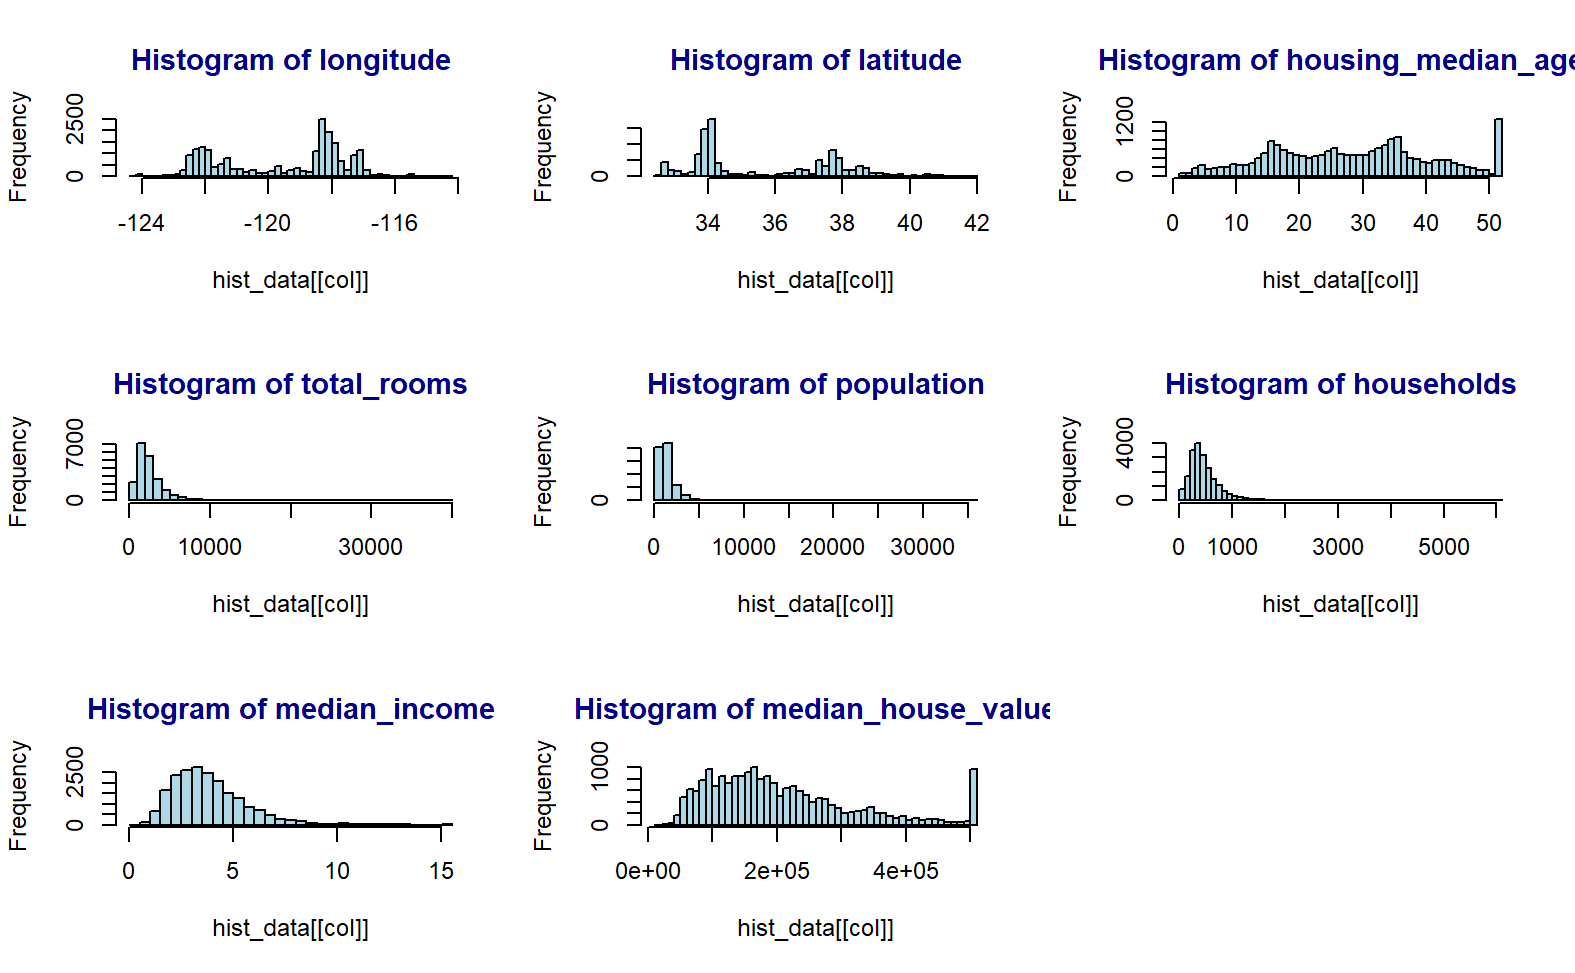 Histogram of longitude
Frequency
0 2500
-124 -120 -116
hist_data[[col]]
Histogram of latitude
Frequency
0
34 36 38 40 42
hist_data[[col]]
Histogram of housing_median_age
Frequency
0 1200
0 10 20 30 40 50
hist_data[[col]]
Histogram of total_rooms
Frequency
0 7000
0 10000 30000
hist_data[[col]]
Histogram of population
Frequency
0
0 10000 20000 30000
hist_data[[col]]
Histogram of households
Frequency
0 4000
0 1000 3000 5000
hist_data[[col]]
Histogram of median_income
Frequency
0 2500
0 5 10 15
hist_data[[col]]
Histogram of median_house_value
Frequency
0 1000
0e+00 2e+05 4e+05
hist_data[[col]]